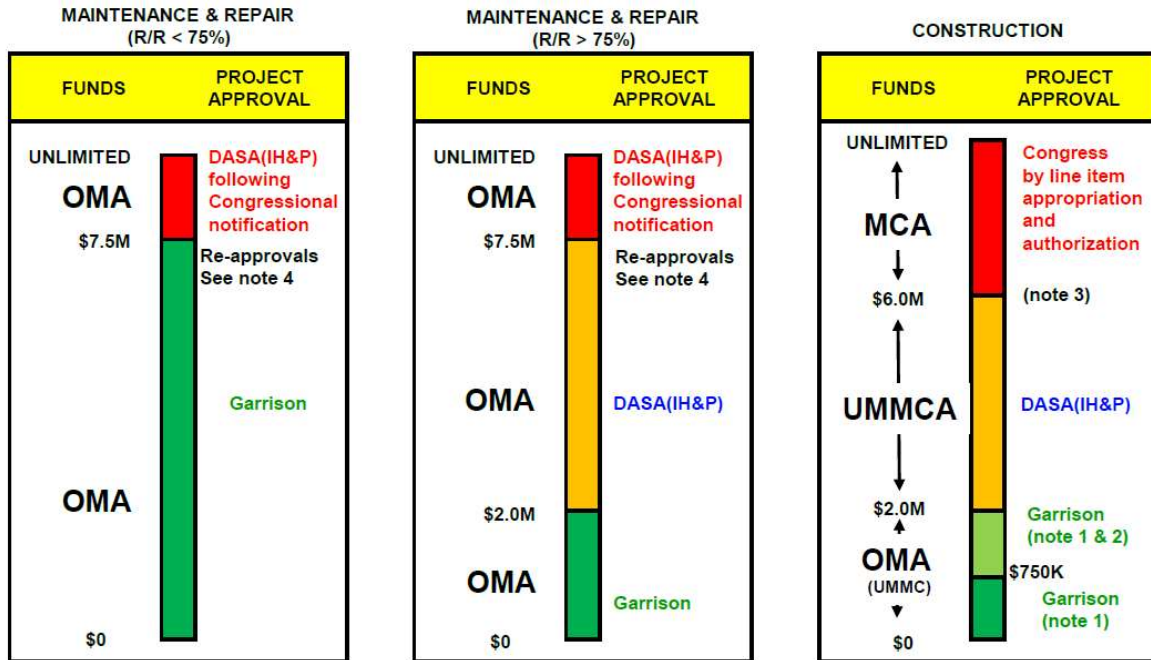 MAINTENANCE & REPAIR
(R/R < 75%)
FUNDS
PROJECT
APPROVAL
UNLIMITED
OMA
$7.5M
DASA(IH&P)
following
Congressional
notification
Re-approvals
See note 4
Garrison
OMA
$0
MAINTENANCE & REPAIR
(R/R > 75%)
FUNDS
PROJECT
APPROVAL
UNLIMITED
OMA
$7.5M
DASA(IH&P)
following
Congressional
notification
Re-approvals
See note 4
OMA
DASA(IH&P)
$2.0M
OMA
Garrison
$0
CONSTRUCTION
FUNDS
PROJECT
APPROVAL
UNLIMITED
MCA
Congress
by line item
appropriation
and
authorization
$6.0M
(note 3)
UMMCA
DASA(IH&P)
$2.0M
Garrison
(note 1 & 2)
OMA
(UMMC)
$750K
Garrison
(note 1)
$0